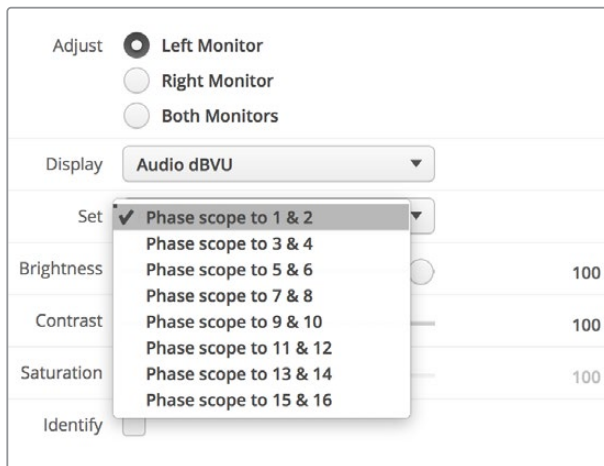 Adjust Left Monitor
Right Monitor
Both Monitors
Display Audio dBVU
Set Phase scope to 1 & 2
Phase scope to 3 & 4
Brightness Phase scope to 5 & 6 100
Phase scope to 7 & 8
Contrast Phase scope to 9 & 10 100
Phase scope to 11 & 12
Saturation Phase scope to 13 & 14 100
Phase scope to 15 & 16
Identify